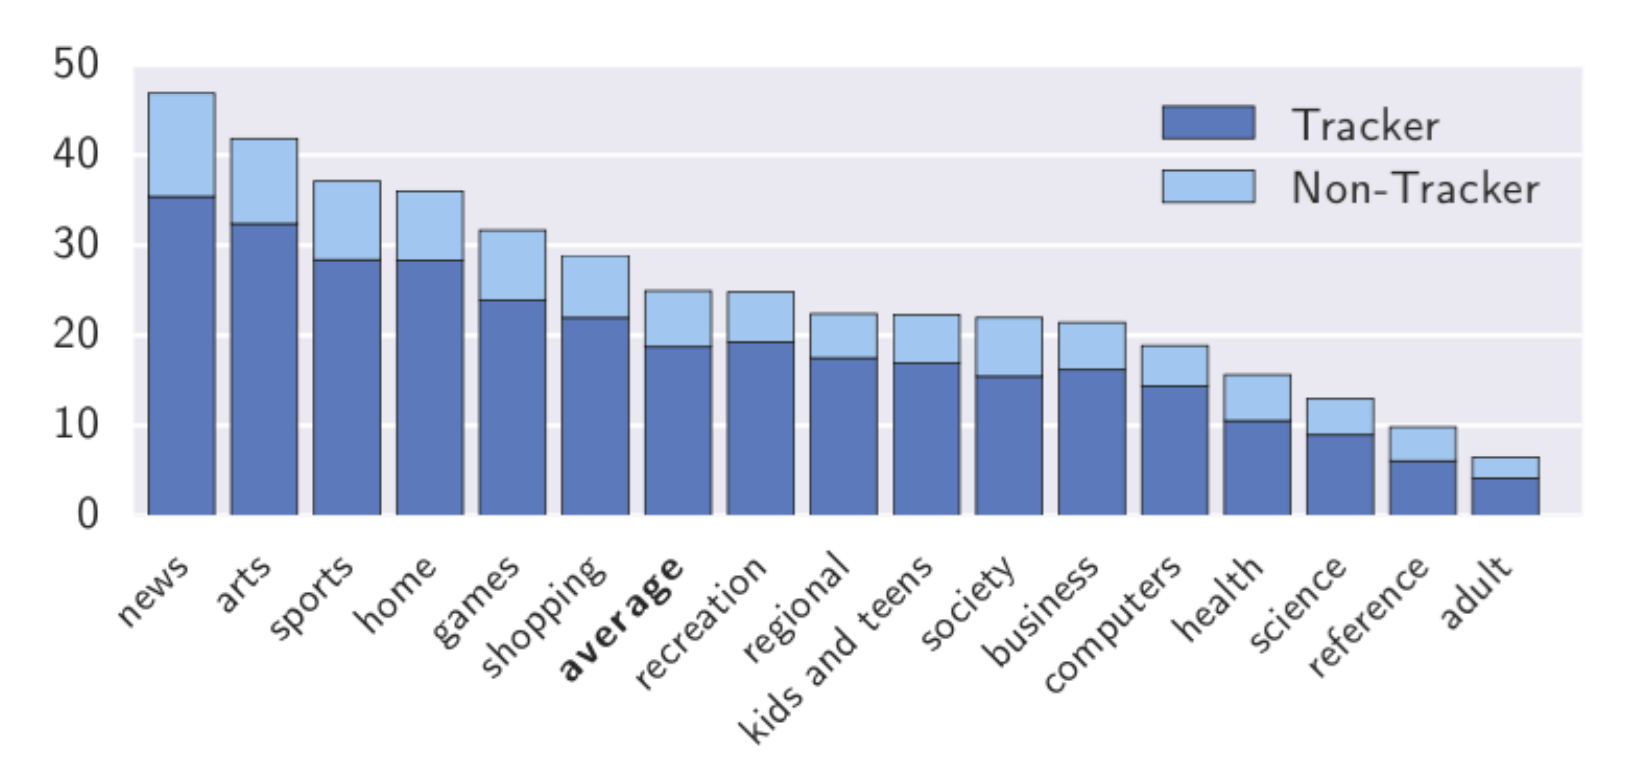 50
40
30
20
10
0
Tracker
Non-Tracker
news
arts
sports
home
games
shopping
average
recreation
regional
kids and teens
society
business
computers
health
science
reference
adult